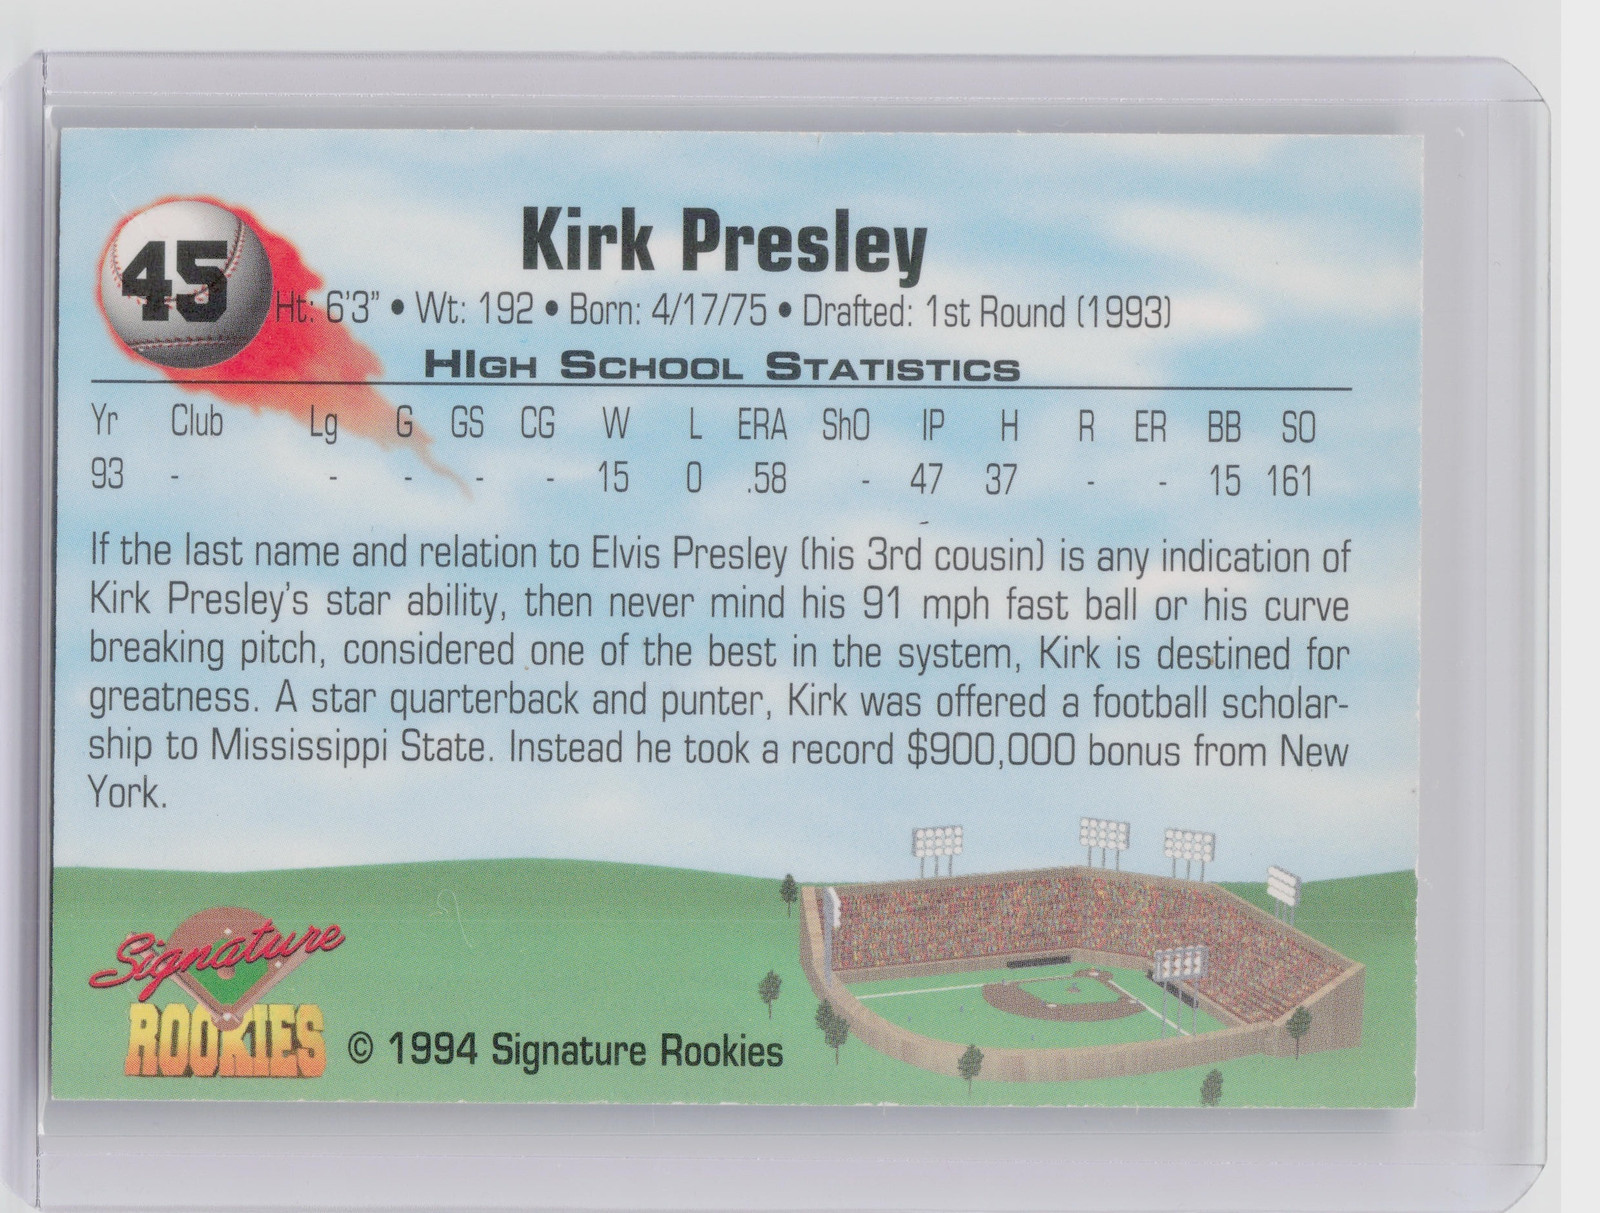 45
Kirk Presley
Ht: 6'3" • Wt: 192 • Born: 4/17/75 • Drafted: 1st Round (1993)
HIGH SCHOOL STATISTICS
Yr Club Lg G GS CG W L ERA ShO IP H R ER BB SO
93 - - - - - 15 0 .58 - 47 37 - - 15 161
If the last name and relation to Elvis Presley (his 3rd cousin) is any indication of
Kirk Presley's star ability, then never mind his 91 mph fast ball or his curve
breaking pitch, considered one of the best in the system, Kirk is destined for
greatness. A star quarterback and punter, Kirk was offered a football scholar-
ship to Mississippi State. Instead he took a record $900,000 bonus from New
York.
Signature
ROOKIES
© 1994 Signature Rookies